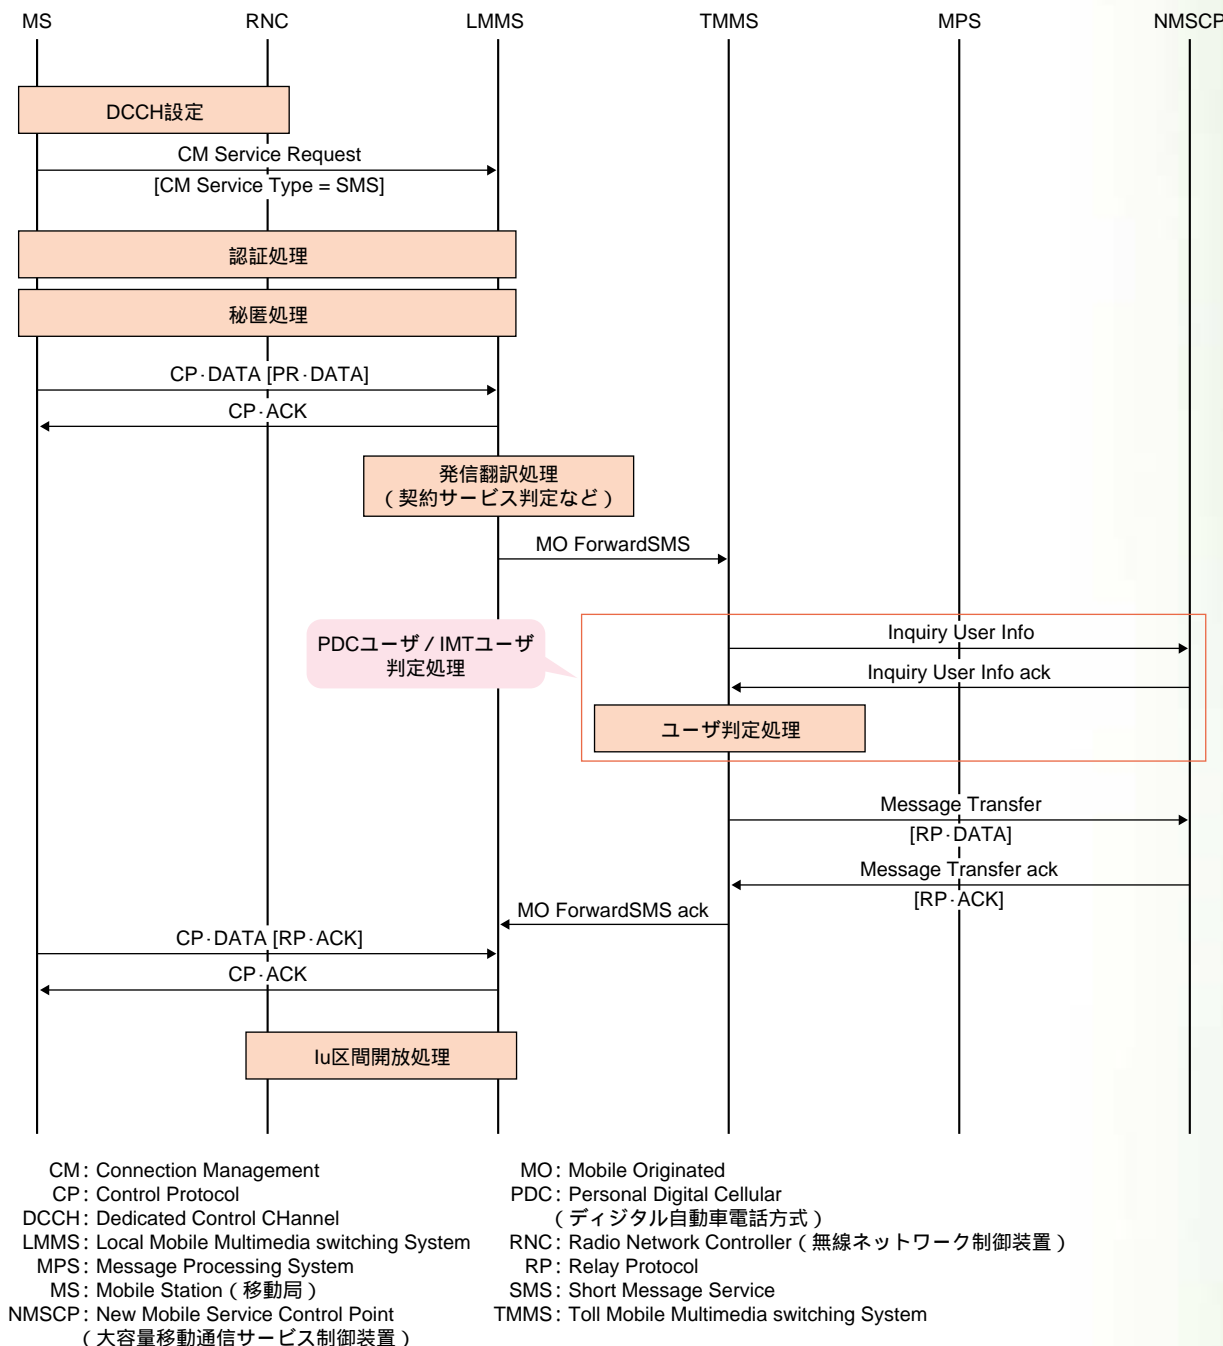 MS RNC LMMS TMMS MPS NMSCP
DCCH設定
CM Service Request
[CM Service Type = SMS]
認証処理
秘匿処理
CP·DATA [PR·DATA]
CP·ACK
発信翻訳処理
(契約サービス判定など)
MO ForwardSMS
PDCユーザ / IMTユーザ
判定処理
Inquiry User Info
Inquiry User Info ack
ユーザ判定処理
Message Transfer
[RP·DATA]
Message Transfer ack
[RP·ACK]
MO ForwardSMS ack
CP·DATA [RP·ACK]
CP·ACK
Iu区間開放処理
CM: Connection Management
CP: Control Protocol
DCCH: Dedicated Control CHannel
LMMS: Local Mobile Multimedia switching System
MPS: Message Processing System
MS: Mobile Station(移動局)
NMSCP: New Mobile Service Control Point
(大容量移動通信サービス制御装置)
MO: Mobile Originated
PDC: Personal Digital Cellular
(ディジタル自動車電話方式)
RNC: Radio Network Controller(無線ネットワーク制御装置)
RP: Relay Protocol
SMS: Short Message Service
TMMS: Toll Mobile Multimedia switching System